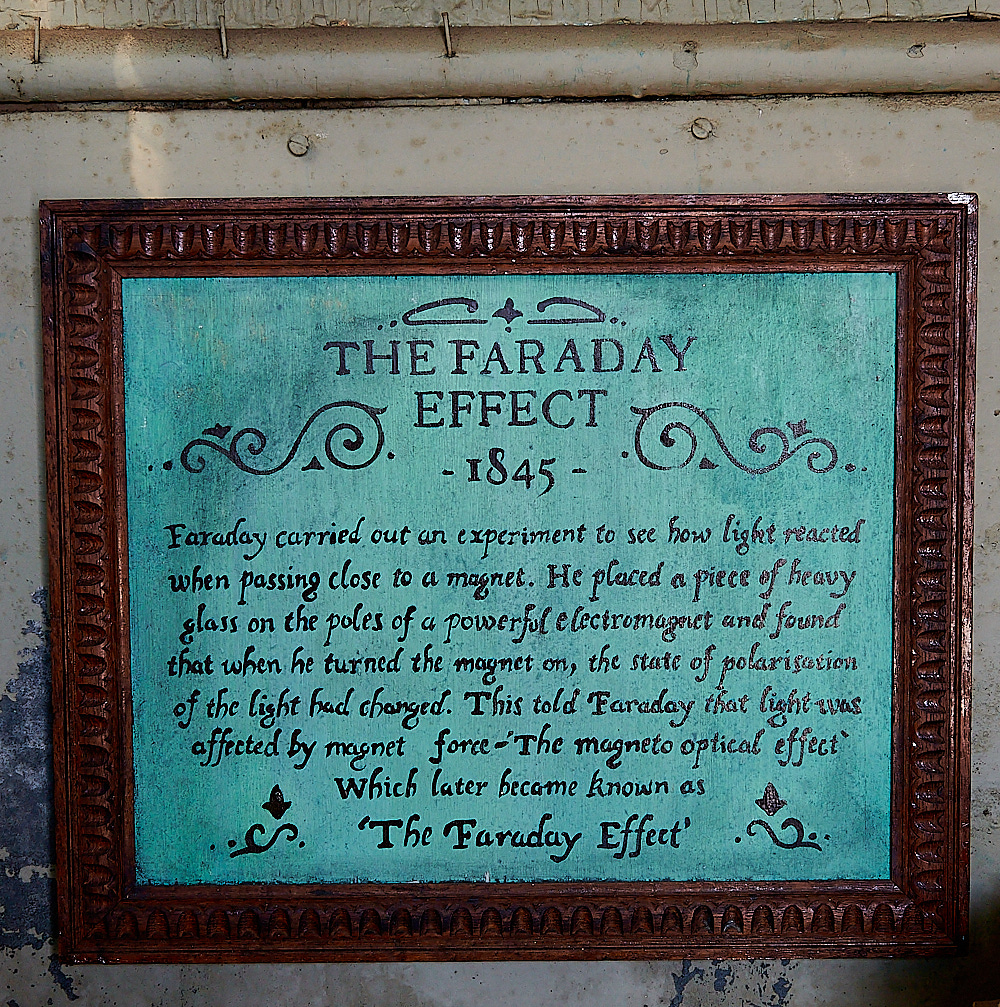 THE FARADAY
EFFECT
-1845-
Faraday carried out an experiment to see how light reacted
when passing close to a magnet. He placed a piece of heavy
glass on the poles of a powerful electromagnet and found
that when he turned the magnet on, the state of polarisation
of the light had changed. This told Faraday that light was
affected by magnet force-'The magneto optical effect'
Which later became known as
'The Faraday Effect'